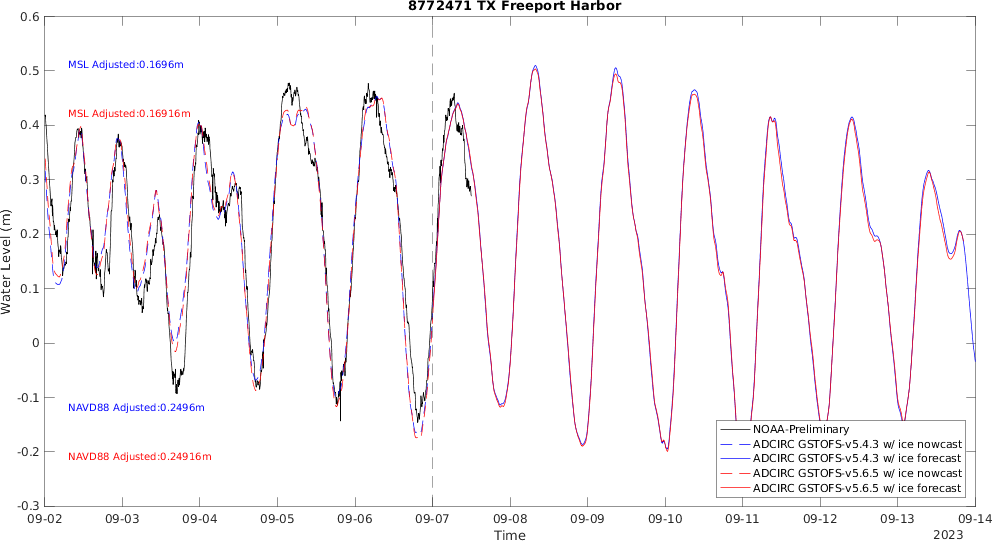 8772471 TX Freeport Harbor
0.6
0.5
0.4
0.3
0.2
0.1
0
-0.1
-0.2
-0.3
Water Level (m)
MSL Adjusted:0.1696m
MSL Adjusted:0.16916m
NAVD88 Adjusted:0.2496m
NAVD88 Adjusted:0.24916m
NOAA-Preliminary
ADCIRC GSTOFS-v5.4.3 w/ ice nowcast
ADCIRC GSTOFS-v5.4.3 w/ ice forecast
ADCIRC GSTOFS-v5.6.5 w/ ice nowcast
ADCIRC GSTOFS-v5.6.5 w/ ice forecast
09-02 09-03 09-04 09-05 09-06 09-07 09-08 09-09 09-10 09-11 09-12 09-13 09-14
Time
2023